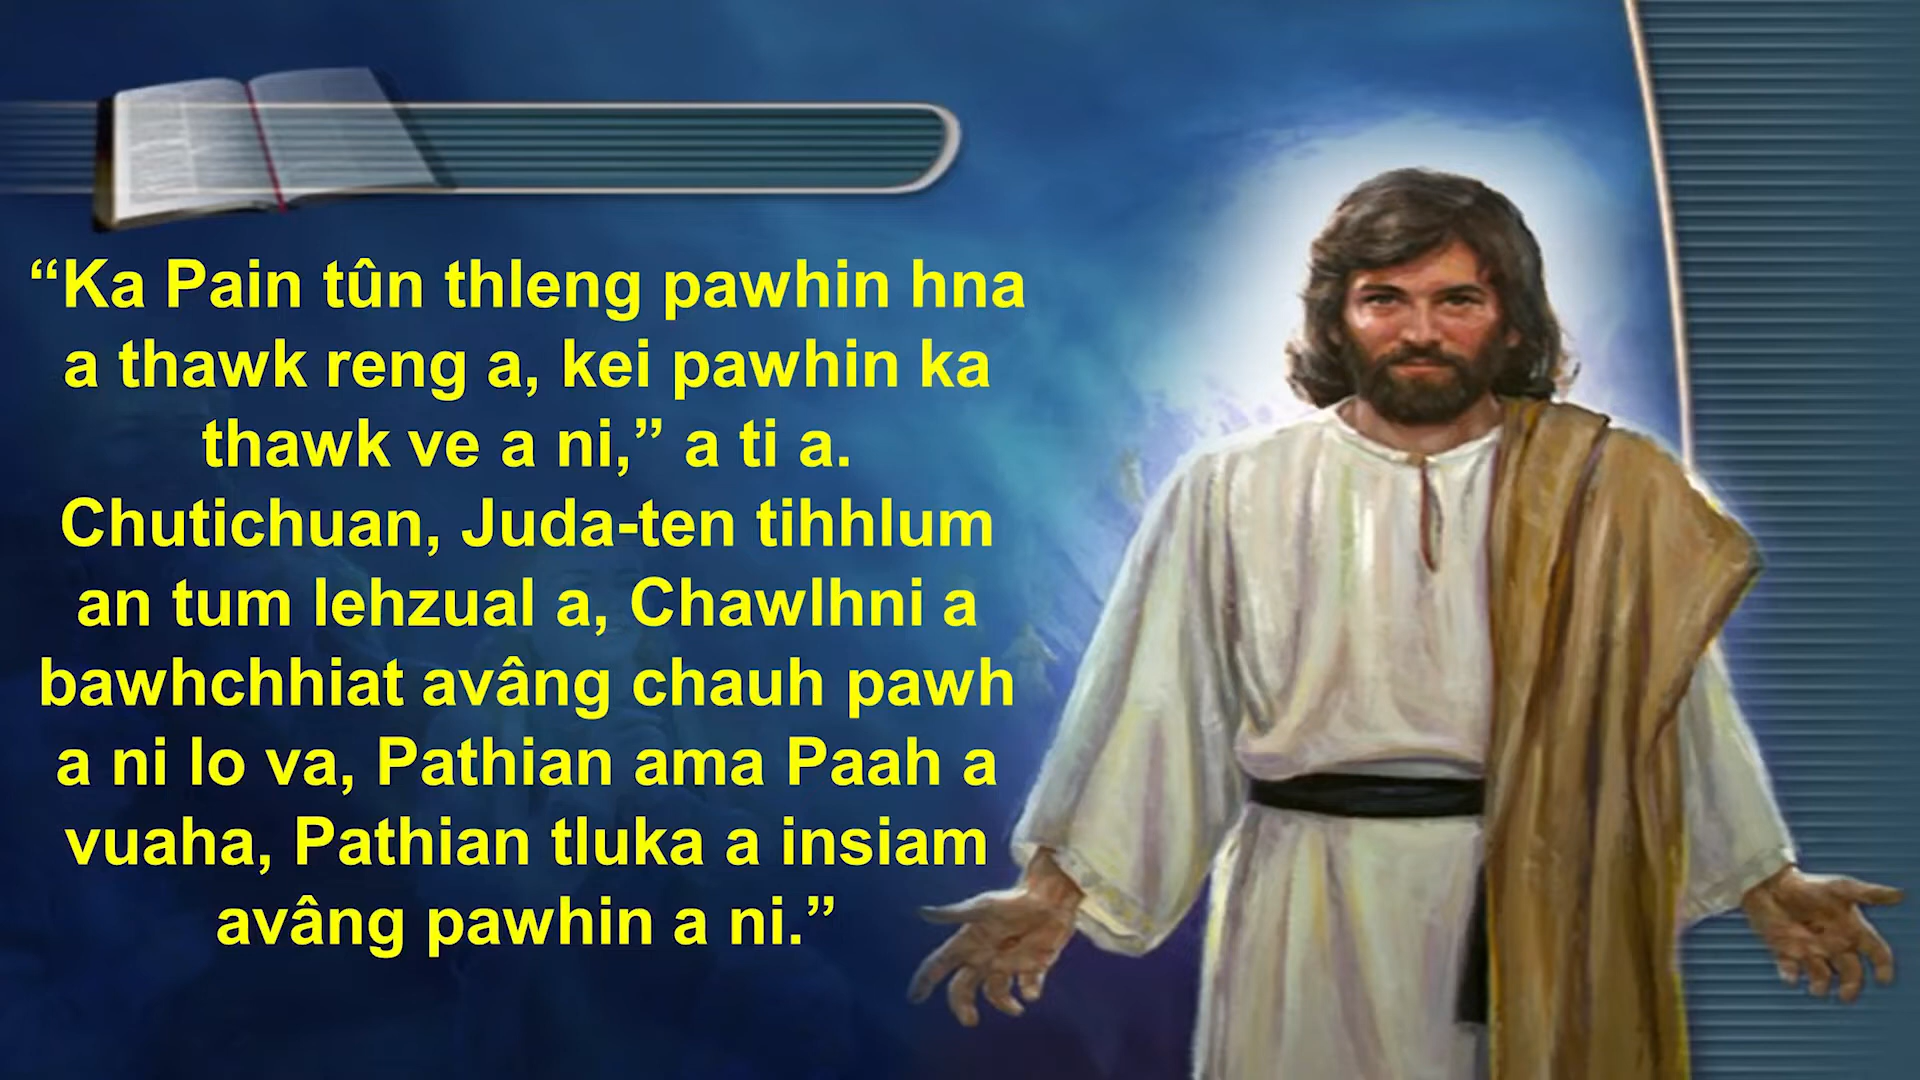 “Ka Pain tûn thleng pawhin hna
a thawk reng a, kei pawhin ka
thawk ve a ni,” a ti a.
Chutichuan, Juda-ten tihhlum
an tum lehzual a, Chawlhni a
bawhchhiat avâng chauh pawh
a ni lo va, Pathian ama Paah a
vuaha, Pathian tluka a insiam
avâng pawhin a ni.”